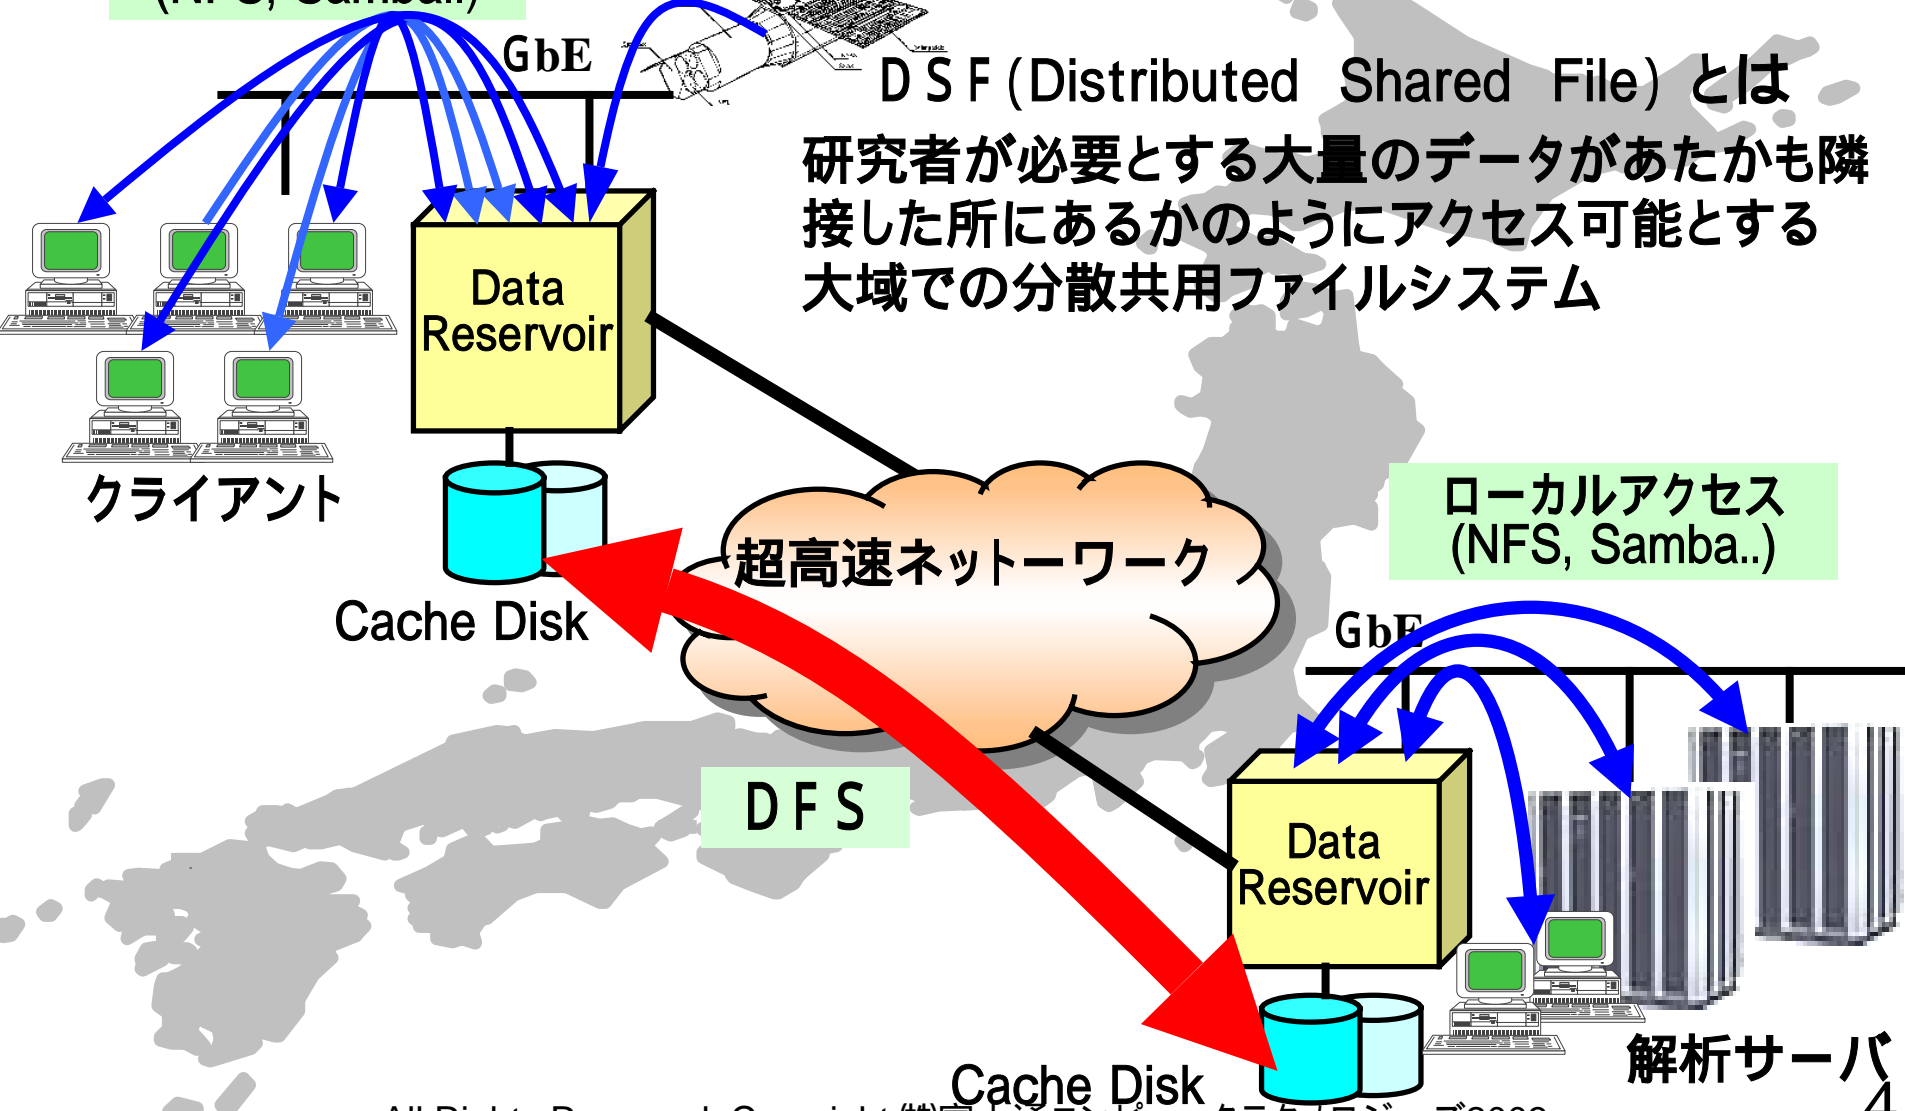 (NFS, Samba..)
GbE
DSF(Distributed Shared File)とは
研究者が必要とする大量のデータがあたかも隣
接した所にあるかのようにアクセス可能とする
大域での分散共用ファイルシステム
Data
Reservoir
クライアント
Cache Disk
超高速ネットーワーク
ローカルアクセス
(NFS, Samba..)
GbE
DFS
Data
Reservoir
Cache Disk
解析サーバ
4